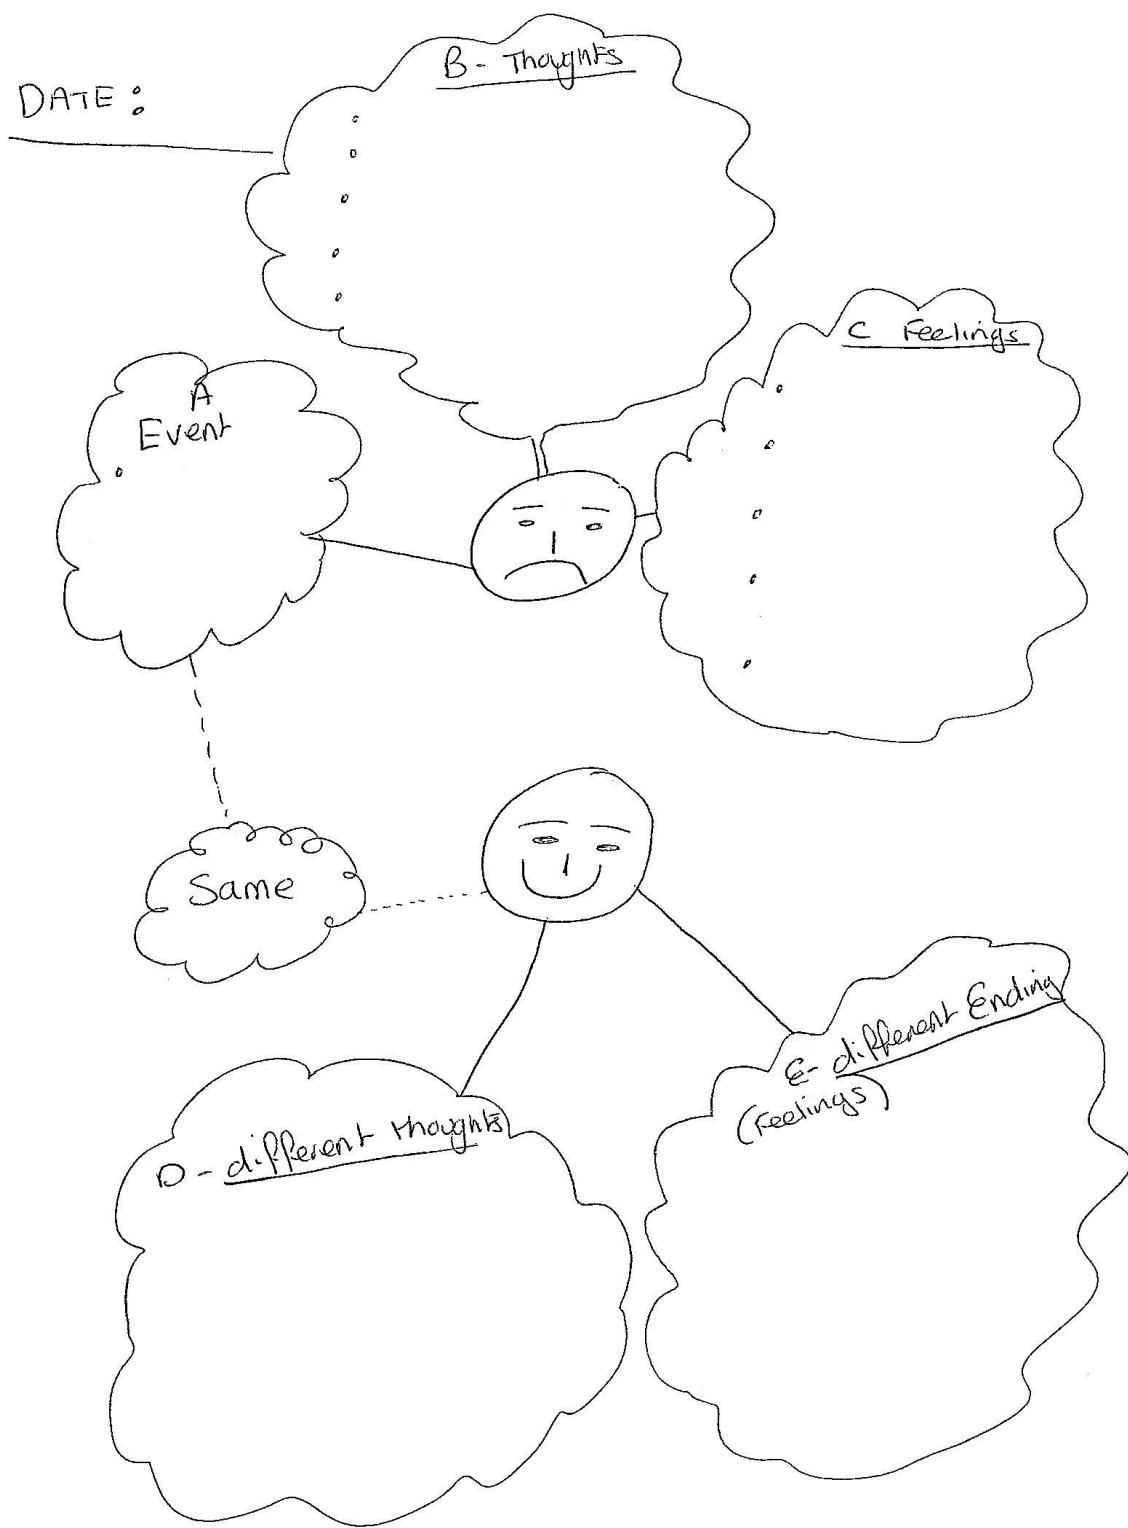 DATE:
B - Thoughts
C Feelings
A
Event
Same
D - different thoughts
E- different Ending
(Feelings)